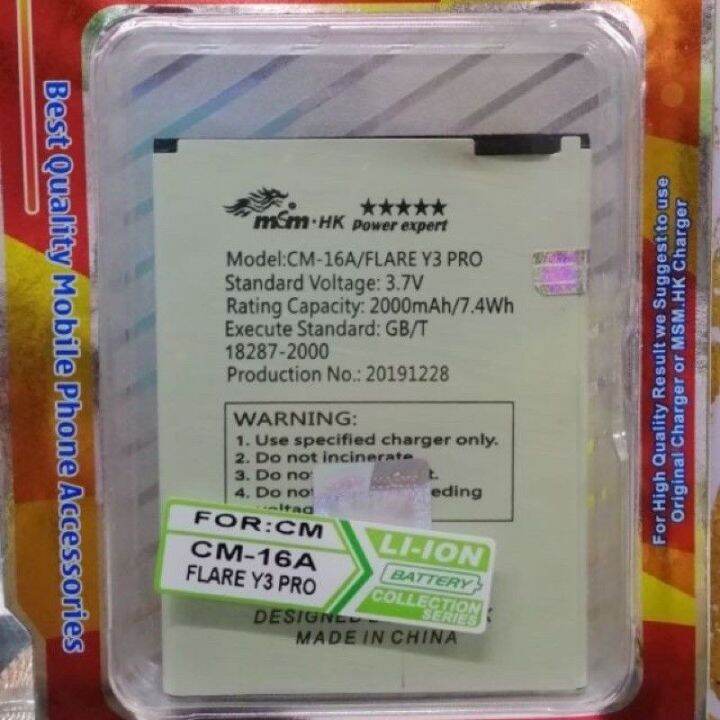 Best Quality Mobile Phone Accessories
msm·HK ★★★★★
Power expert
Model:CM-16A/FLARE Y3 PRO
Standard Voltage: 3.7V
Rating Capacity: 2000mAh/7.4Wh
Execute Standard: GB/T
18287-2000
Production No.: 20191228
WARNING:
1. Use specified charger only.
2. Do not incinerate
3. Do
4. Do
FOR:CM
CM-16A
FLARE Y3 PRO
LI-ION
BATTERY
COLLECTION
SERIES
DESIGNED
MADE IN CHINA
For High Quality Result we Suggest to use
Original Charger or MSM.HK Charger